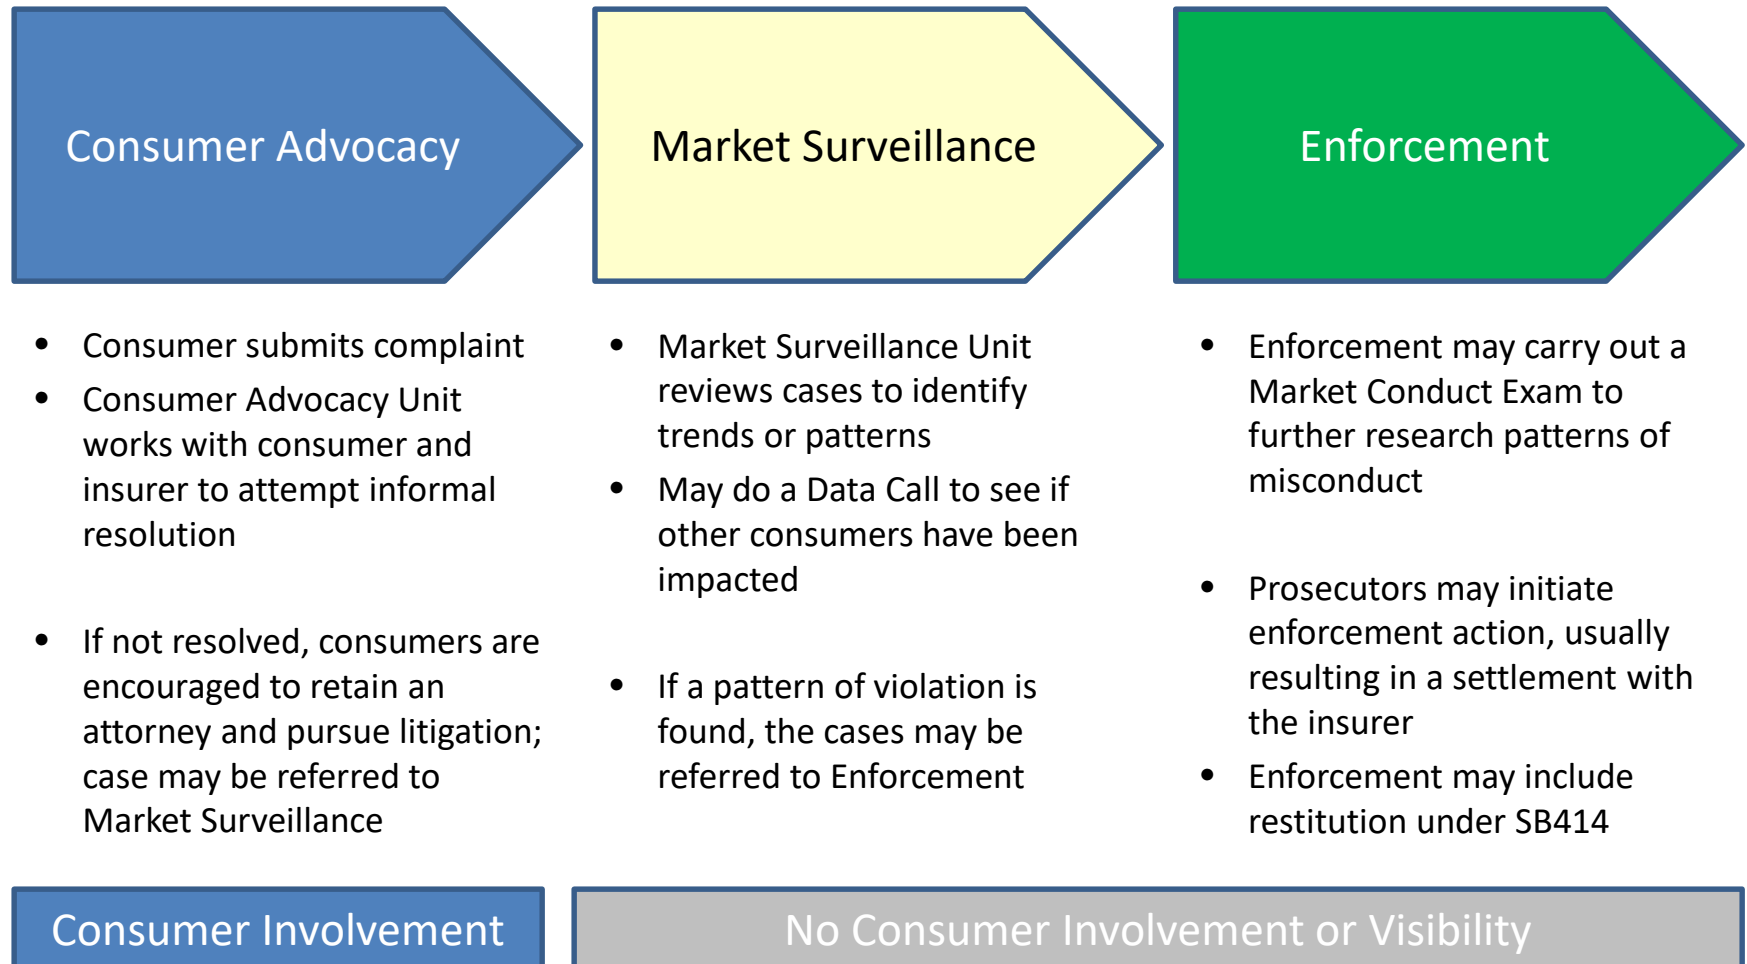 Consumer Advocacy
Market Surveillance
Enforcement
• Consumer submits complaint
• Consumer Advocacy Unit
works with consumer and
insurer to attempt informal
resolution
• If not resolved, consumers are
encouraged to retain an
attorney and pursue litigation;
case may be referred to
Market Surveillance
• Market Surveillance Unit
reviews cases to identify
trends or patterns
• May do a Data Call to see if
other consumers have been
impacted
• If a pattern of violation is
found, the cases may be
referred to Enforcement
• Enforcement may carry out a
Market Conduct Exam to
further research patterns of
misconduct
• Prosecutors may initiate
enforcement action, usually
resulting in a settlement with
the insurer
• Enforcement may include
restitution under SB414
Consumer Involvement
No Consumer Involvement or Visibility